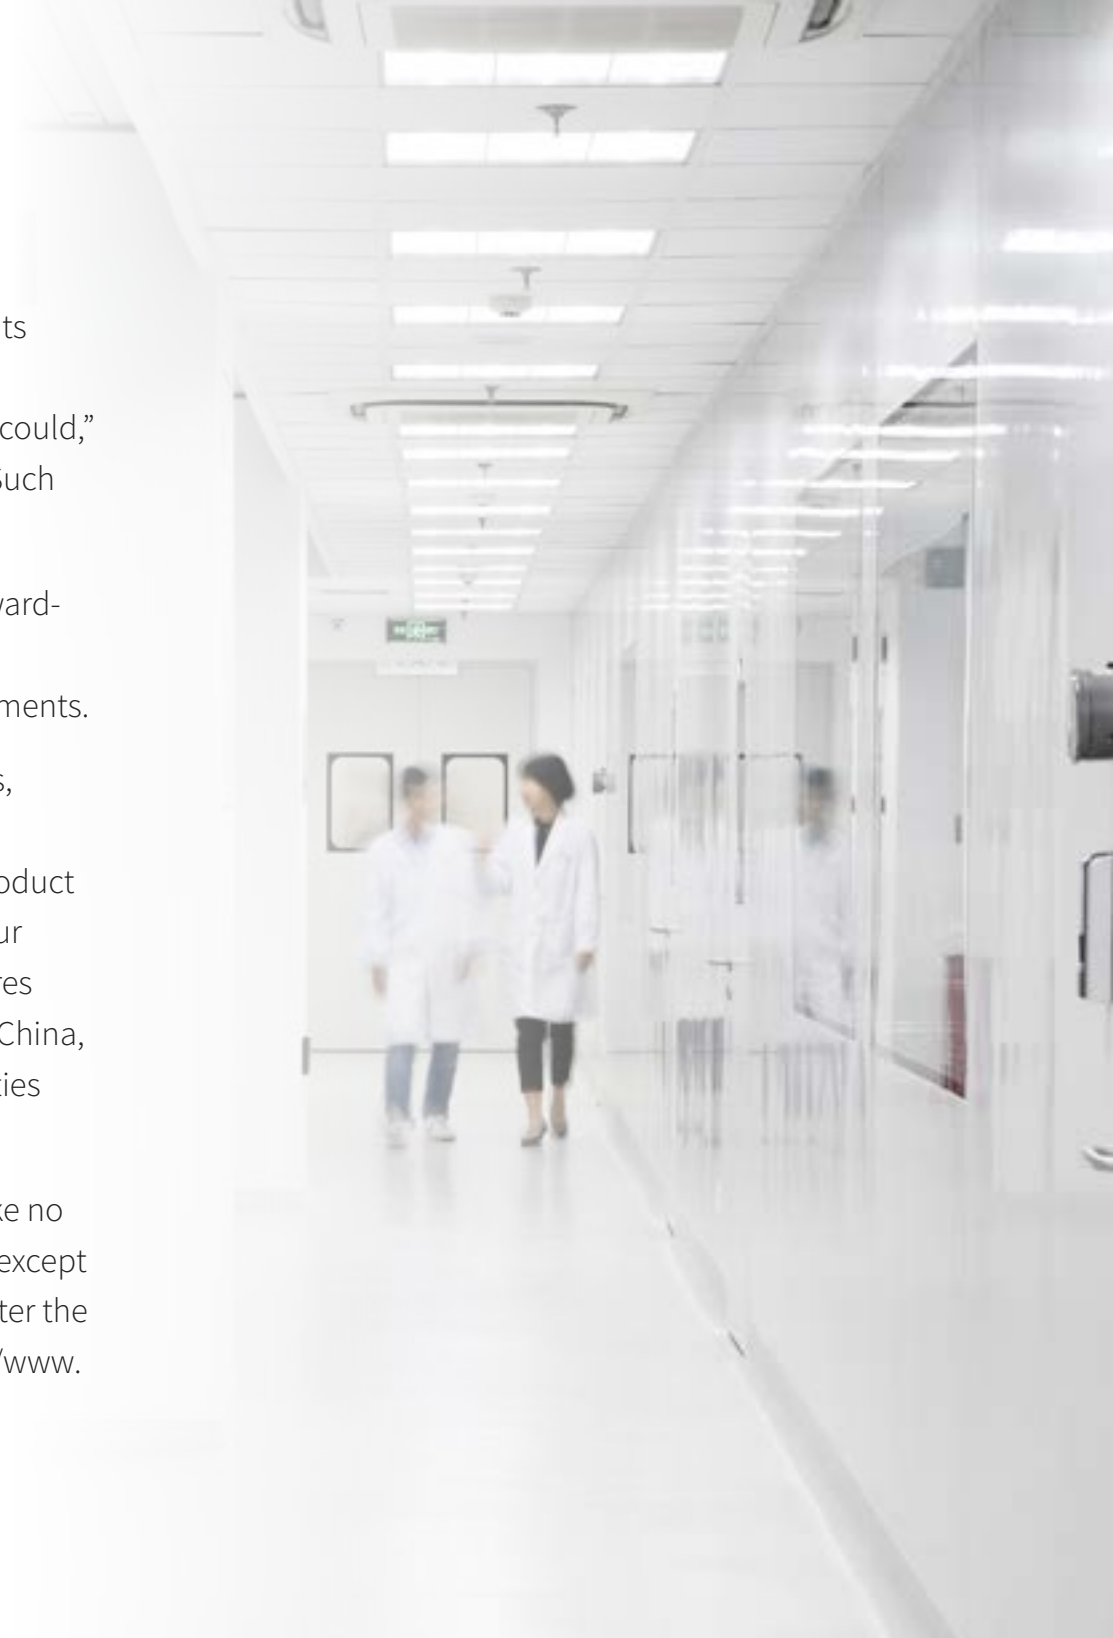 ts
could,”
Such
ward-
ments.
s,
oduct
ur
res
China,
ties
ke no
except
ter the
/www.